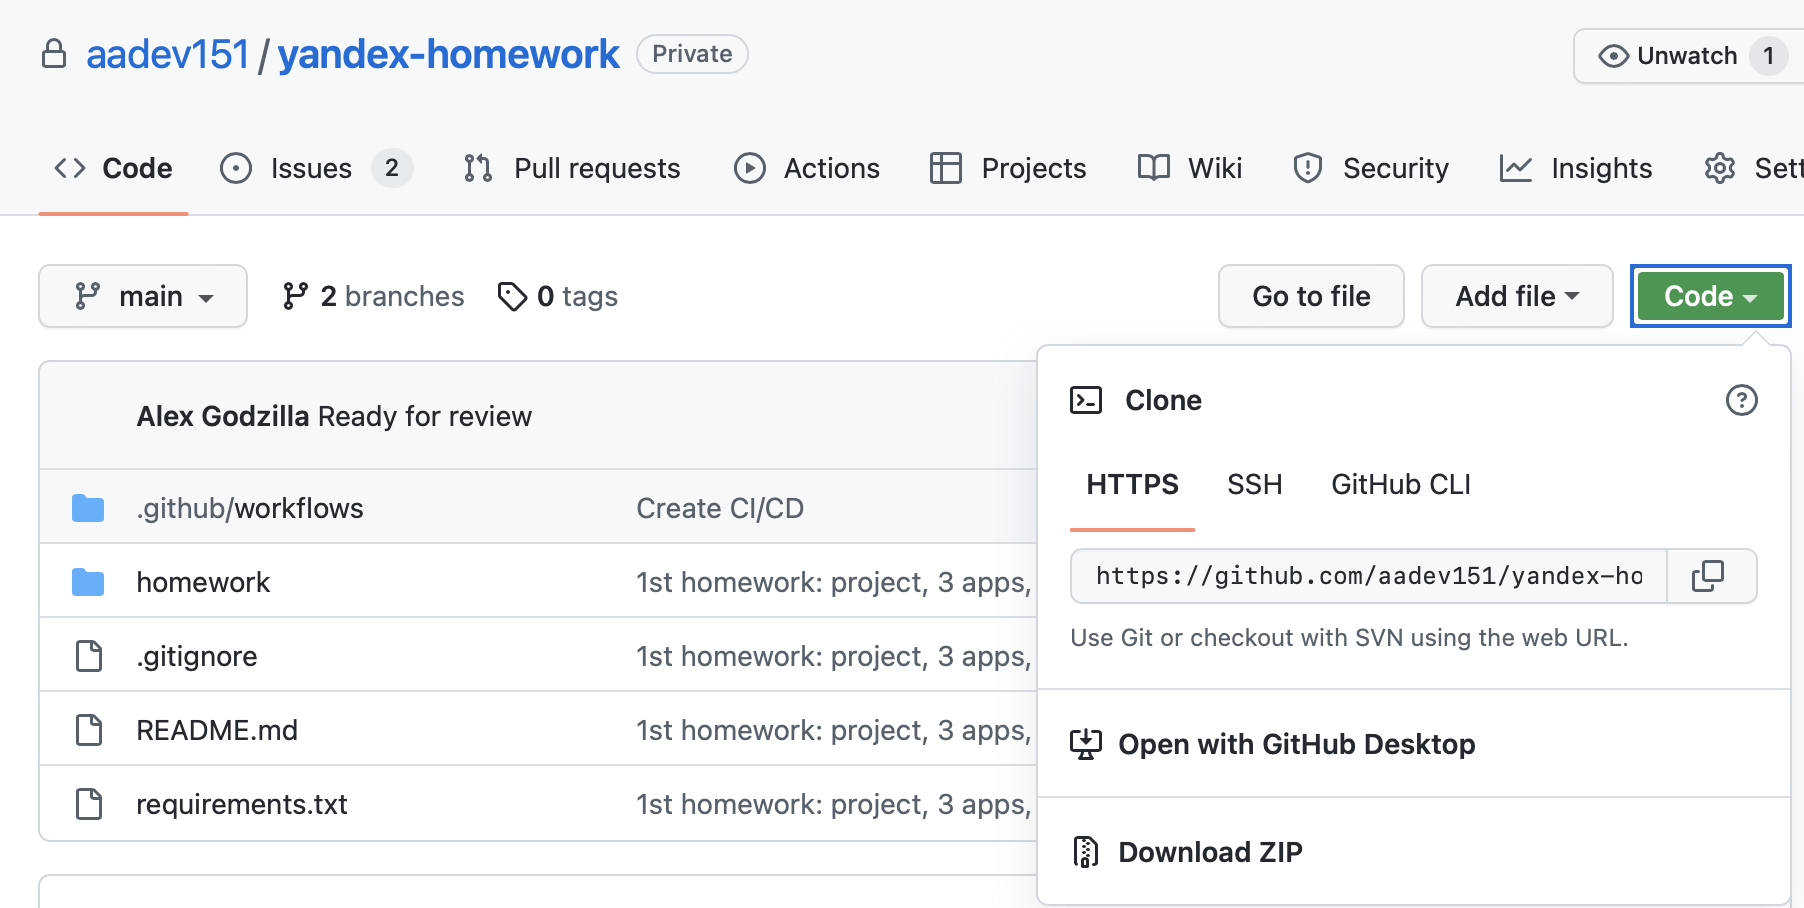 aadev151 / yandex-homework Private
Unwatch 1
Code Issues 2 Pull requests Actions Projects Wiki Security Insights Sett
main 2 branches 0 tags Go to file Add file Code
Alex Godzilla Ready for review
.github/workflows Create CI/CD
homework 1st homework: project, 3 apps,
.gitignore 1st homework: project, 3 apps,
README.md 1st homework: project, 3 apps,
requirements.txt 1st homework: project, 3 apps,
Clone
HTTPS SSH GitHub CLI
https://github.com/aadev151/yandex-ho
Use Git or checkout with SVN using the web URL.
Open with GitHub Desktop
Download ZIP